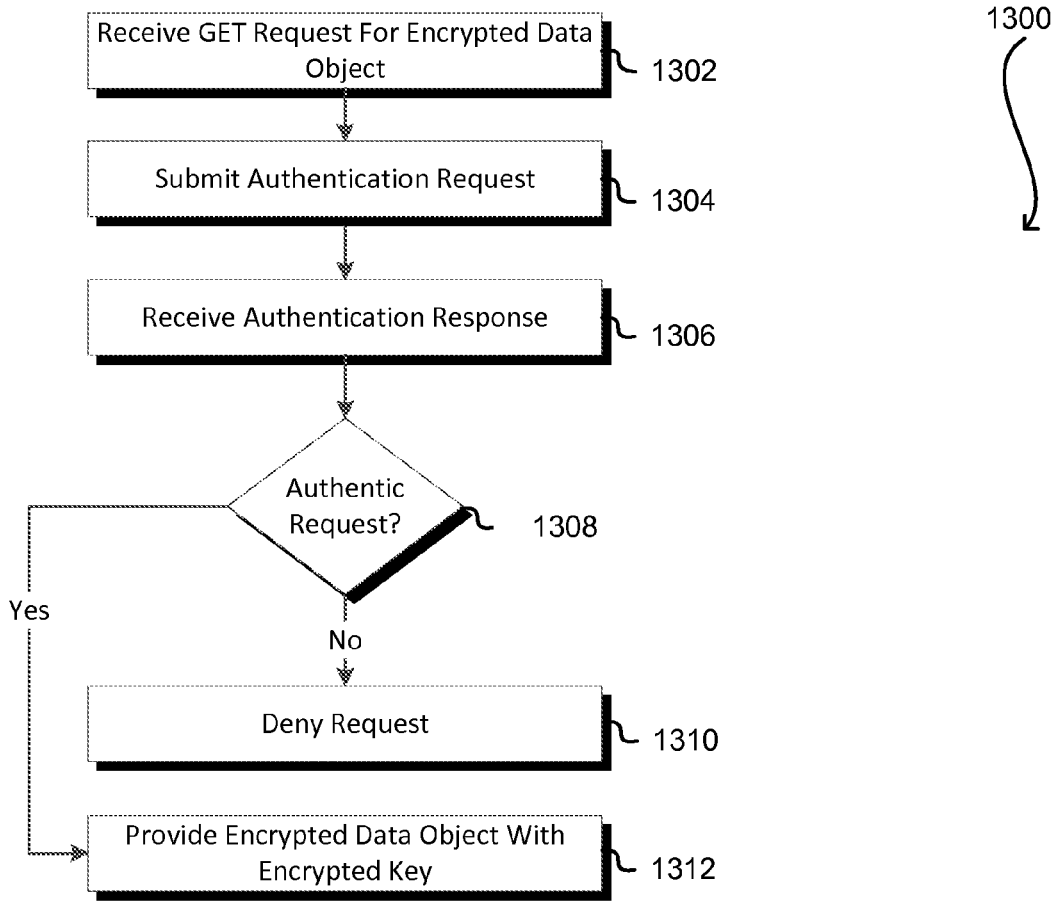 1300
Receive GET Request For Encrypted Data
Object
1302
Submit Authentication Request
1304
Receive Authentication Response
1306
Authentic
Request?
1308
Yes
No
Deny Request
1310
Provide Encrypted Data Object With
Encrypted Key
1312